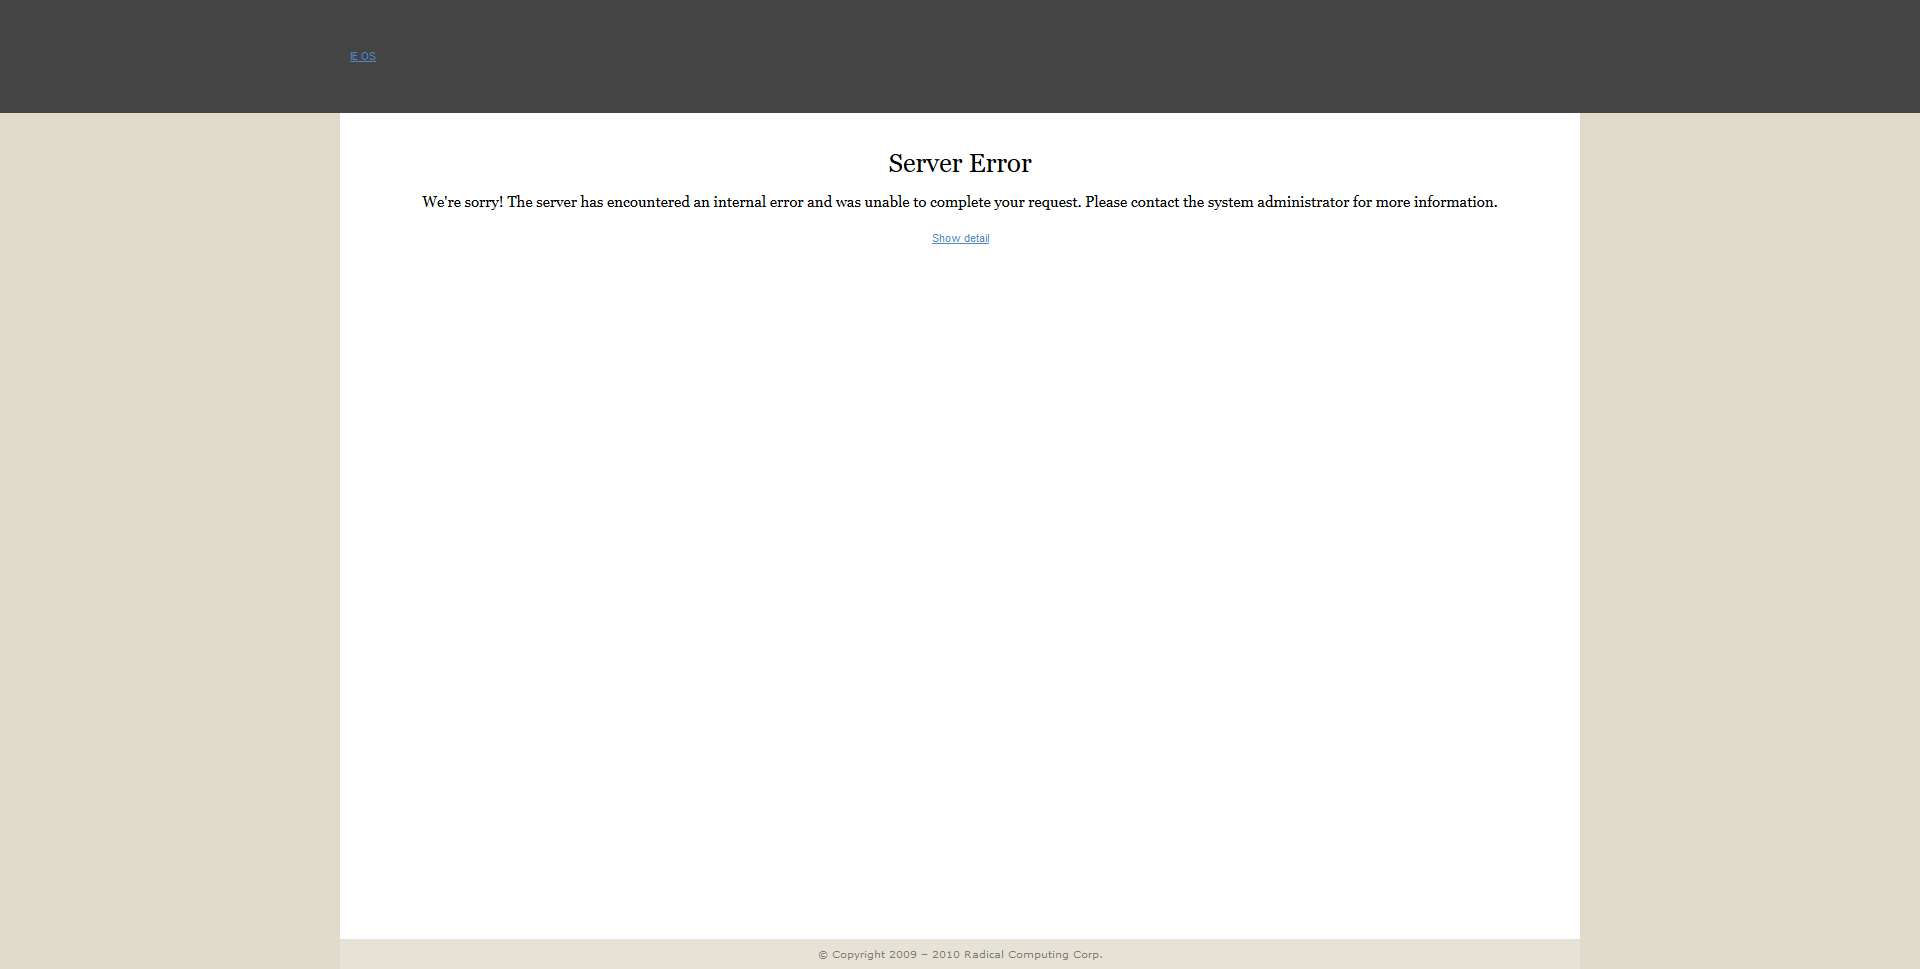 IE OS
Server Error
We're sorry! The server has encountered an internal error and was unable to complete your request. Please contact the system administrator for more information.
Show detail
© Copyright 2009 – 2010 Radical Computing Corp.